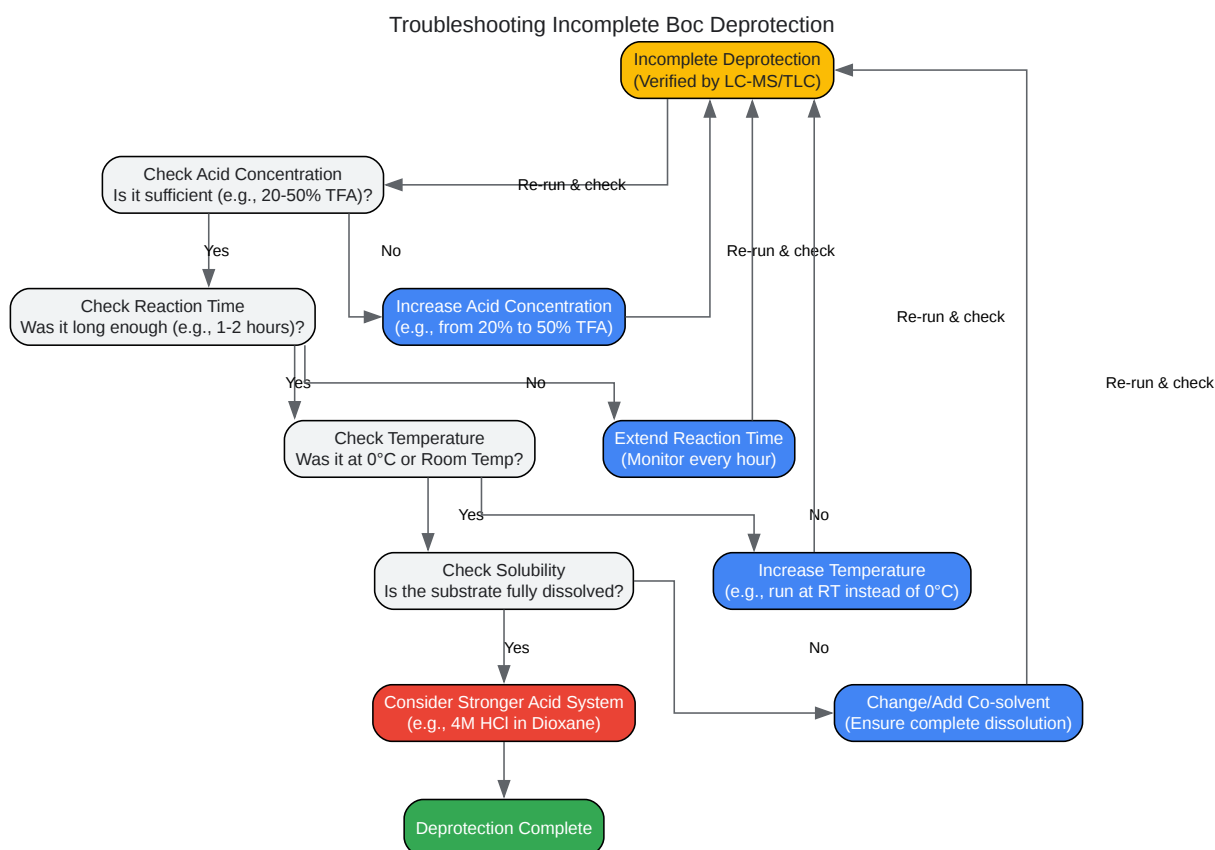 Troubleshooting Incomplete Boc Deprotection
Incomplete Deprotection
(Verified by LC-MS/TLC)
Check Acid Concentration
Is it sufficient (e.g., 20-50% TFA)?
Re-run & check
Yes
No
Re-run & check
Check Reaction Time
Was it long enough (e.g., 1-2 hours)?
Increase Acid Concentration
(e.g., from 20% to 50% TFA)
Re-run & check
Yes
No
Re-run & check
Check Temperature
Was it at 0°C or Room Temp?
Extend Reaction Time
(Monitor every hour)
Yes
No
Check Solubility
Is the substrate fully dissolved?
Increase Temperature
(e.g., run at RT instead of 0°C)
Yes
No
Consider Stronger Acid System
(e.g., 4M HCl in Dioxane)
Change/Add Co-solvent
(Ensure complete dissolution)
Deprotection Complete